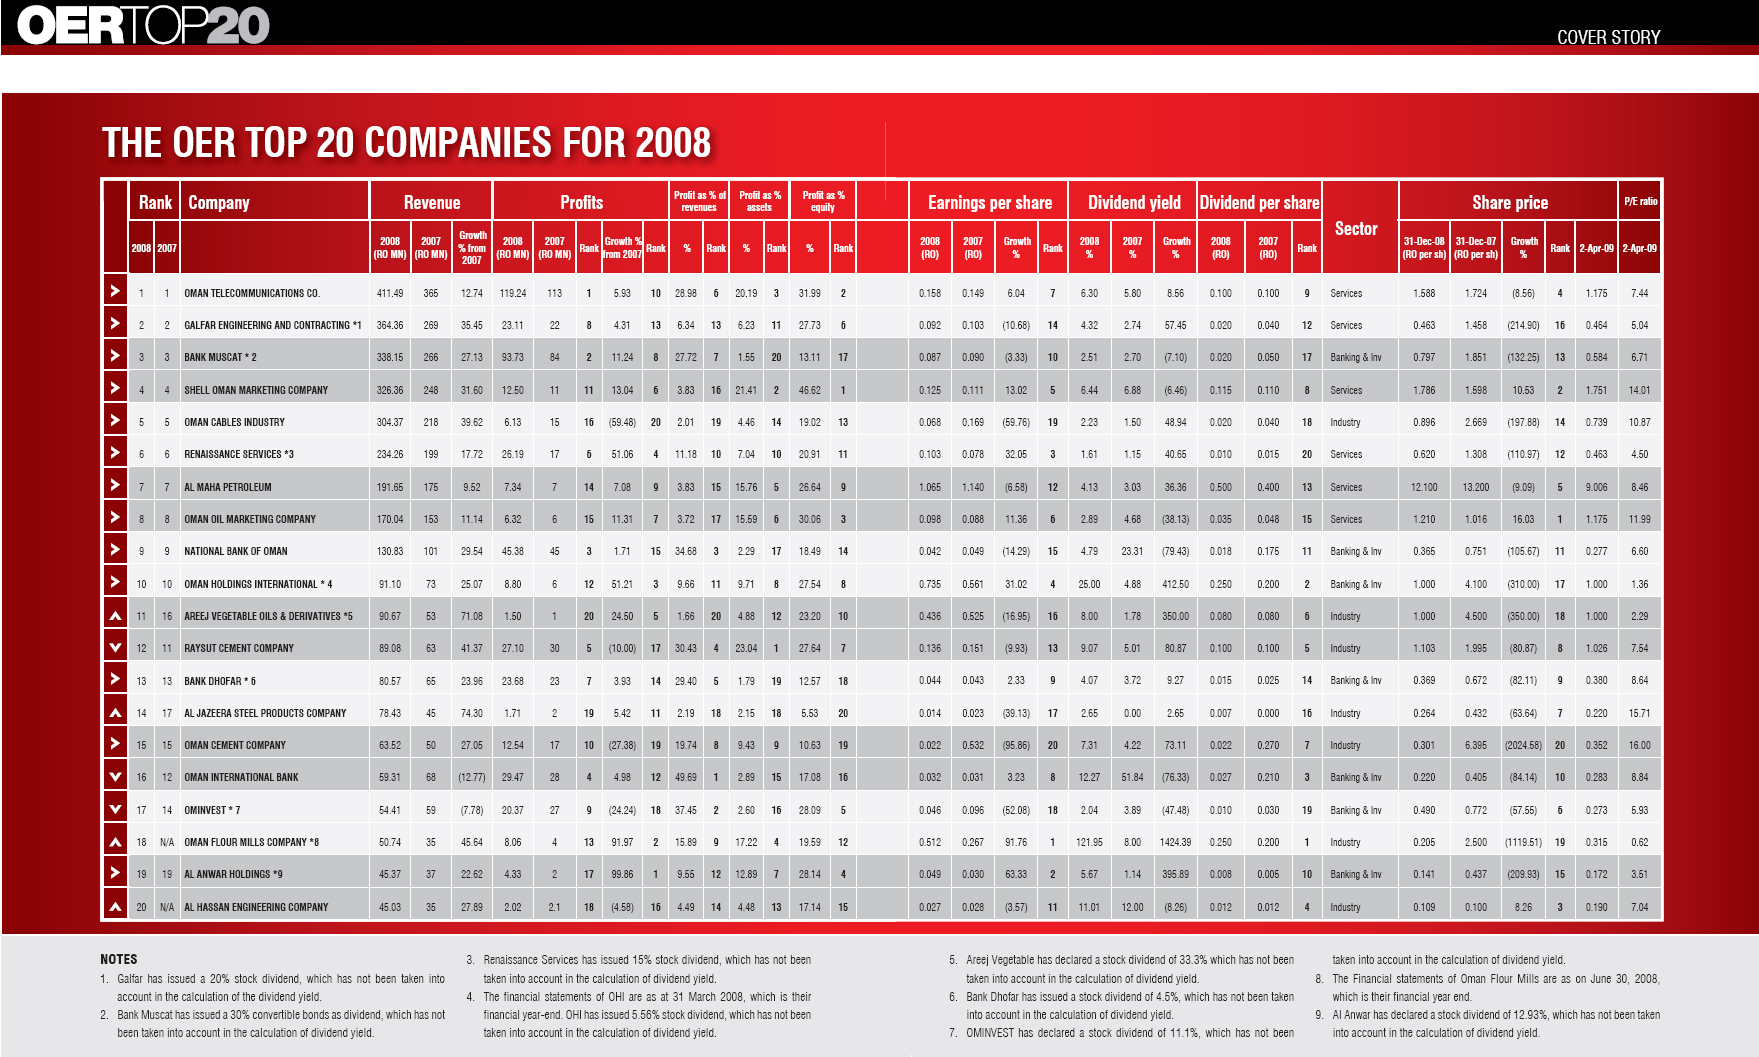 OERTOP20
COVER STORY
THE OER TOP 20 COMPANIES FOR 2008
Rank Company Revenue Profits Profit as % of revenues Profit as % assets Profit as % equity Earnings per share Dividend yield Dividend per share Sector Share price P/E ratio
2008 2007 2008 (RO MN) 2007 (RO MN) Growth % from 2007 2008 (RO MN) 2007 (RO MN) Rank Growth % from 2007 Rank % Rank % Rank % Rank 2008 (RO) 2007 (RO) Growth % Rank 2008 % 2007 % Growth % 2008 (RO) 2007 (RO) Rank 31-Dec-08 (RO per sh) 31-Dec-07 (RO per sh) Growth % Rank 2-Apr-09 2-Apr-09
1 1 OMAN TELECOMMUNICATIONS CO. 411.49 365 12.74 119.24 113 1 5.93 10 28.98 6 20.19 3 31.99 2 0.158 0.149 6.04 7 6.30 5.80 8.56 0.100 0.100 9 Services 1.588 1.724 (8.56) 4 1.175 7.44
2 2 GALFAR ENGINEERING AND CONTRACTING *1 364.36 269 35.45 23.11 22 8 4.31 13 6.34 13 6.23 11 27.73 6 0.092 0.103 (10.68) 14 4.32 2.74 57.45 0.020 0.040 12 Services 0.463 1.458 (214.90) 16 0.464 5.04
3 3 BANK MUSCAT * 2 338.15 266 27.13 93.73 84 2 11.24 8 27.72 7 1.55 20 13.11 17 0.087 0.090 (3.33) 10 2.51 2.70 (7.10) 0.020 0.050 17 Banking & Inv 0.797 1.851 (132.25) 13 0.584 6.71
4 4 SHELL OMAN MARKETING COMPANY 326.36 248 31.60 12.50 11 11 13.04 6 3.83 16 21.41 2 46.62 1 0.125 0.111 13.02 5 6.44 6.88 (6.46) 0.115 0.110 8 Services 1.786 1.598 10.53 2 1.751 14.01
5 5 OMAN CABLES INDUSTRY 304.37 218 39.62 6.13 15 16 (59.48) 20 2.01 19 4.46 14 19.02 13 0.068 0.169 (59.76) 19 2.23 1.50 48.94 0.020 0.040 18 Industry 0.896 2.669 (197.88) 14 0.739 10.87
6 6 RENAISSANCE SERVICES *3 234.26 199 17.72 26.19 17 6 51.06 4 11.18 10 7.04 10 20.91 11 0.103 0.078 32.05 3 1.61 1.15 40.65 0.010 0.015 20 Services 0.620 1.308 (110.97) 12 0.463 4.50
7 7 AL MAHA PETROLEUM 191.65 175 9.52 7.34 7 14 7.08 9 3.83 15 15.76 5 26.64 9 1.065 1.140 (6.58) 12 4.13 3.03 36.36 0.500 0.400 13 Services 12.100 13.200 (9.09) 5 9.006 8.46
8 8 OMAN OIL MARKETING COMPANY 170.04 153 11.14 6.32 6 15 11.31 7 3.72 17 15.59 6 30.06 3 0.098 0.088 11.36 6 2.89 4.68 (38.13) 0.035 0.048 15 Services 1.210 1.016 16.03 1 1.175 11.99
9 9 NATIONAL BANK OF OMAN 130.83 101 29.54 45.38 45 3 1.71 15 34.68 3 2.29 17 18.49 14 0.042 0.049 (14.29) 15 4.79 23.31 (79.43) 0.018 0.175 11 Banking & Inv 0.365 0.751 (105.67) 11 0.277 6.60
10 10 OMAN HOLDINGS INTERNATIONAL * 4 91.10 73 25.07 8.80 6 12 51.21 3 9.66 11 9.71 8 27.54 8 0.735 0.561 31.02 4 25.00 4.88 412.50 0.250 0.200 2 Banking & Inv 1.000 4.100 (310.00) 17 1.000 1.36
11 16 AREEJ VEGETABLE OILS & DERIVATIVES *5 90.67 53 71.08 1.50 1 20 24.50 5 1.66 20 4.88 12 23.20 10 0.436 0.525 (16.95) 16 8.00 1.78 350.00 0.080 0.080 6 Industry 1.000 4.500 (350.00) 18 1.000 2.29
12 11 RAYSUT CEMENT COMPANY 89.08 63 41.37 27.10 30 5 (10.00) 17 30.43 4 23.04 1 27.64 7 0.136 0.151 (9.93) 13 9.07 5.01 80.87 0.100 0.100 5 Industry 1.103 1.995 (80.87) 8 1.026 7.54
13 13 BANK DHOFAR * 6 80.57 65 23.96 23.68 23 7 3.93 14 29.40 5 1.79 19 12.57 18 0.044 0.043 2.33 9 4.07 3.72 9.27 0.015 0.025 14 Banking & Inv 0.369 0.672 (82.11) 9 0.380 8.64
14 17 AL JAZEERA STEEL PRODUCTS COMPANY 78.43 45 74.30 1.71 2 19 5.42 11 2.19 18 2.15 18 5.53 20 0.014 0.023 (39.13) 17 2.65 0.00 2.65 0.007 0.000 16 Industry 0.264 0.432 (63.64) 7 0.220 15.71
15 15 OMAN CEMENT COMPANY 63.52 50 27.05 12.54 17 10 (27.38) 19 19.74 8 9.43 9 10.63 19 0.022 0.532 (95.86) 20 7.31 4.22 73.11 0.022 0.270 7 Industry 0.301 6.395 (2024.58) 20 0.352 16.00
16 12 OMAN INTERNATIONAL BANK 59.31 68 (12.77) 29.47 28 4 4.98 12 49.69 1 2.89 15 17.08 16 0.032 0.031 3.23 8 12.27 51.84 (76.33) 0.027 0.210 3 Banking & Inv 0.220 0.405 (84.14) 10 0.283 8.84
17 14 OMINVEST * 7 54.41 59 (7.78) 20.37 27 9 (24.24) 18 37.45 2 2.60 16 28.09 5 0.046 0.096 (52.08) 18 2.04 3.89 (47.48) 0.010 0.030 19 Banking & Inv 0.490 0.772 (57.55) 6 0.273 5.93
18 N/A OMAN FLOUR MILLS COMPANY *8 50.74 35 45.64 8.06 4 13 91.97 2 15.89 9 17.22 4 19.59 12 0.512 0.267 91.76 1 121.95 8.00 1424.39 0.250 0.200 1 Industry 0.205 2.500 (1119.51) 19 0.315 0.62
19 19 AL ANWAR HOLDINGS *9 45.37 37 22.62 4.33 2 17 99.86 1 9.55 12 12.89 7 28.14 4 0.049 0.030 63.33 2 5.67 1.14 395.89 0.008 0.005 10 Banking & Inv 0.141 0.437 (209.93) 15 0.172 3.51
20 N/A AL HASSAN ENGINEERING COMPANY 45.03 35 27.89 2.02 2.1 18 (4.58) 16 4.49 14 4.48 13 17.14 15 0.027 0.028 (3.57) 11 11.01 12.00 (8.26) 0.012 0.012 4 Industry 0.109 0.100 8.26 3 0.190 7.04
NOTES
1. Galfar has issued a 20% stock dividend, which has not been taken into
account in the calculation of the dividend yield.
2. Bank Muscat has issued a 30% convertible bonds as dividend, which has not
been taken into account in the calculation of dividend yield.
3. Renaissance Services has issued 15% stock dividend, which has not been
taken into account in the calculation of dividend yield.
4. The financial statements of OHI are as at 31 March 2008, which is their
financial year-end. OHI has issued 5.56% stock dividend, which has not been
taken into account in the calculation of dividend yield.
5. Areej Vegetable has declared a stock dividend of 33.3% which has not been
taken into account in the calculation of dividend yield.
6. Bank Dhofar has issued a stock dividend of 4.5%, which has not been taken
into account in the calculation of dividend yield.
7. OMINVEST has declared a stock dividend of 11.1%, which has not been
taken into account in the calculation of dividend yield.
8. The Financial statements of Oman Flour Mills are as on June 30, 2008,
which is their financial year end.
9. Al Anwar has declared a stock dividend of 12.93%, which has not been taken
into account in the calculation of dividend yield.